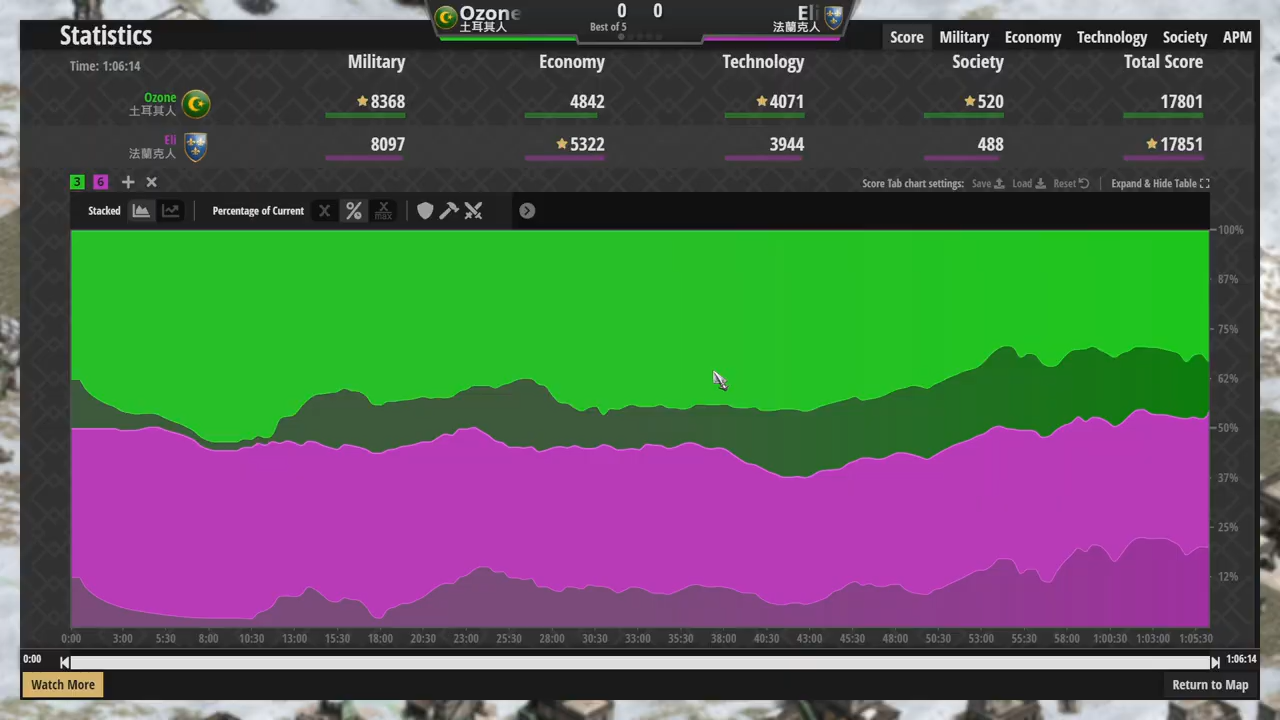 Ozone
土耳其人
0 0
Best of 5
Eli
法蘭克人
Statistics
Score Military Economy Technology Society APM
Time: 1:06:14
Military Economy Technology Society Total Score
Ozone
土耳其人
8368 4842 4071 520 17801
Eli
法蘭克人
8097 5322 3944 488 17851
3 6
Score Tab chart settings: Save Load Reset Expand & Hide Table
Stacked Percentage of Current X % X max
100%
87%
75%
62%
50%
37%
25%
12%
0:00 3:00 5:30 8:00 10:30 13:00 15:30 18:00 20:30 23:00 25:30 28:00 30:30 33:00 35:30 38:00 40:30 43:00 45:30 48:00 50:30 53:00 55:30 58:00 1:00:30 1:03:00 1:05:30
0:00 1:06:14
Watch More Return to Map